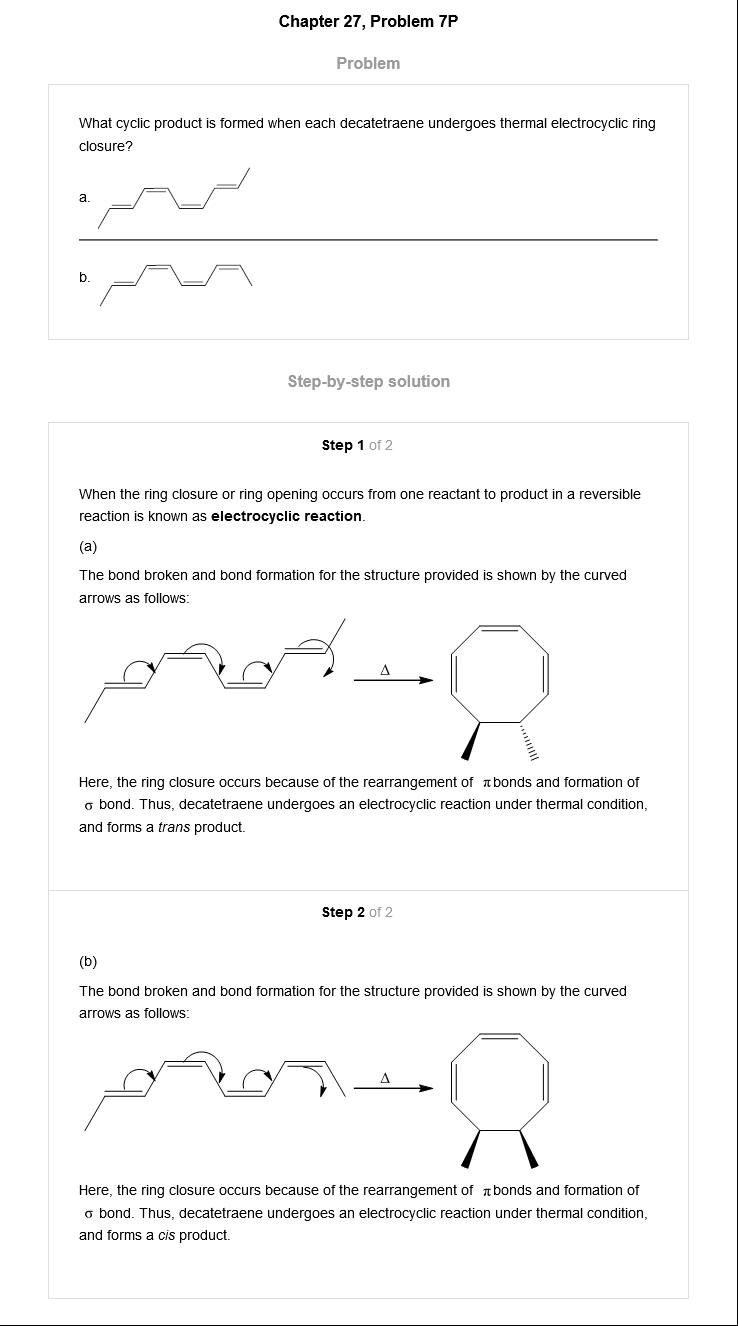 Chapter 27, Problem 7P
Problem
What cyclic product is formed when each decatetraene undergoes thermal electrocyclic ring
closure?
a.
b.
Step-by-step solution
Step 1 of 2
When the ring closure or ring opening occurs from one reactant to product in a reversible
reaction is known as electrocyclic reaction.
(a)
The bond broken and bond formation for the structure provided is shown by the curved
arrows as follows:
Δ
Here, the ring closure occurs because of the rearrangement of π bonds and formation of
σ bond. Thus, decatetraene undergoes an electrocyclic reaction under thermal condition,
and forms a trans product.
Step 2 of 2
(b)
The bond broken and bond formation for the structure provided is shown by the curved
arrows as follows:
Δ
Here, the ring closure occurs because of the rearrangement of π bonds and formation of
σ bond. Thus, decatetraene undergoes an electrocyclic reaction under thermal condition,
and forms a cis product.